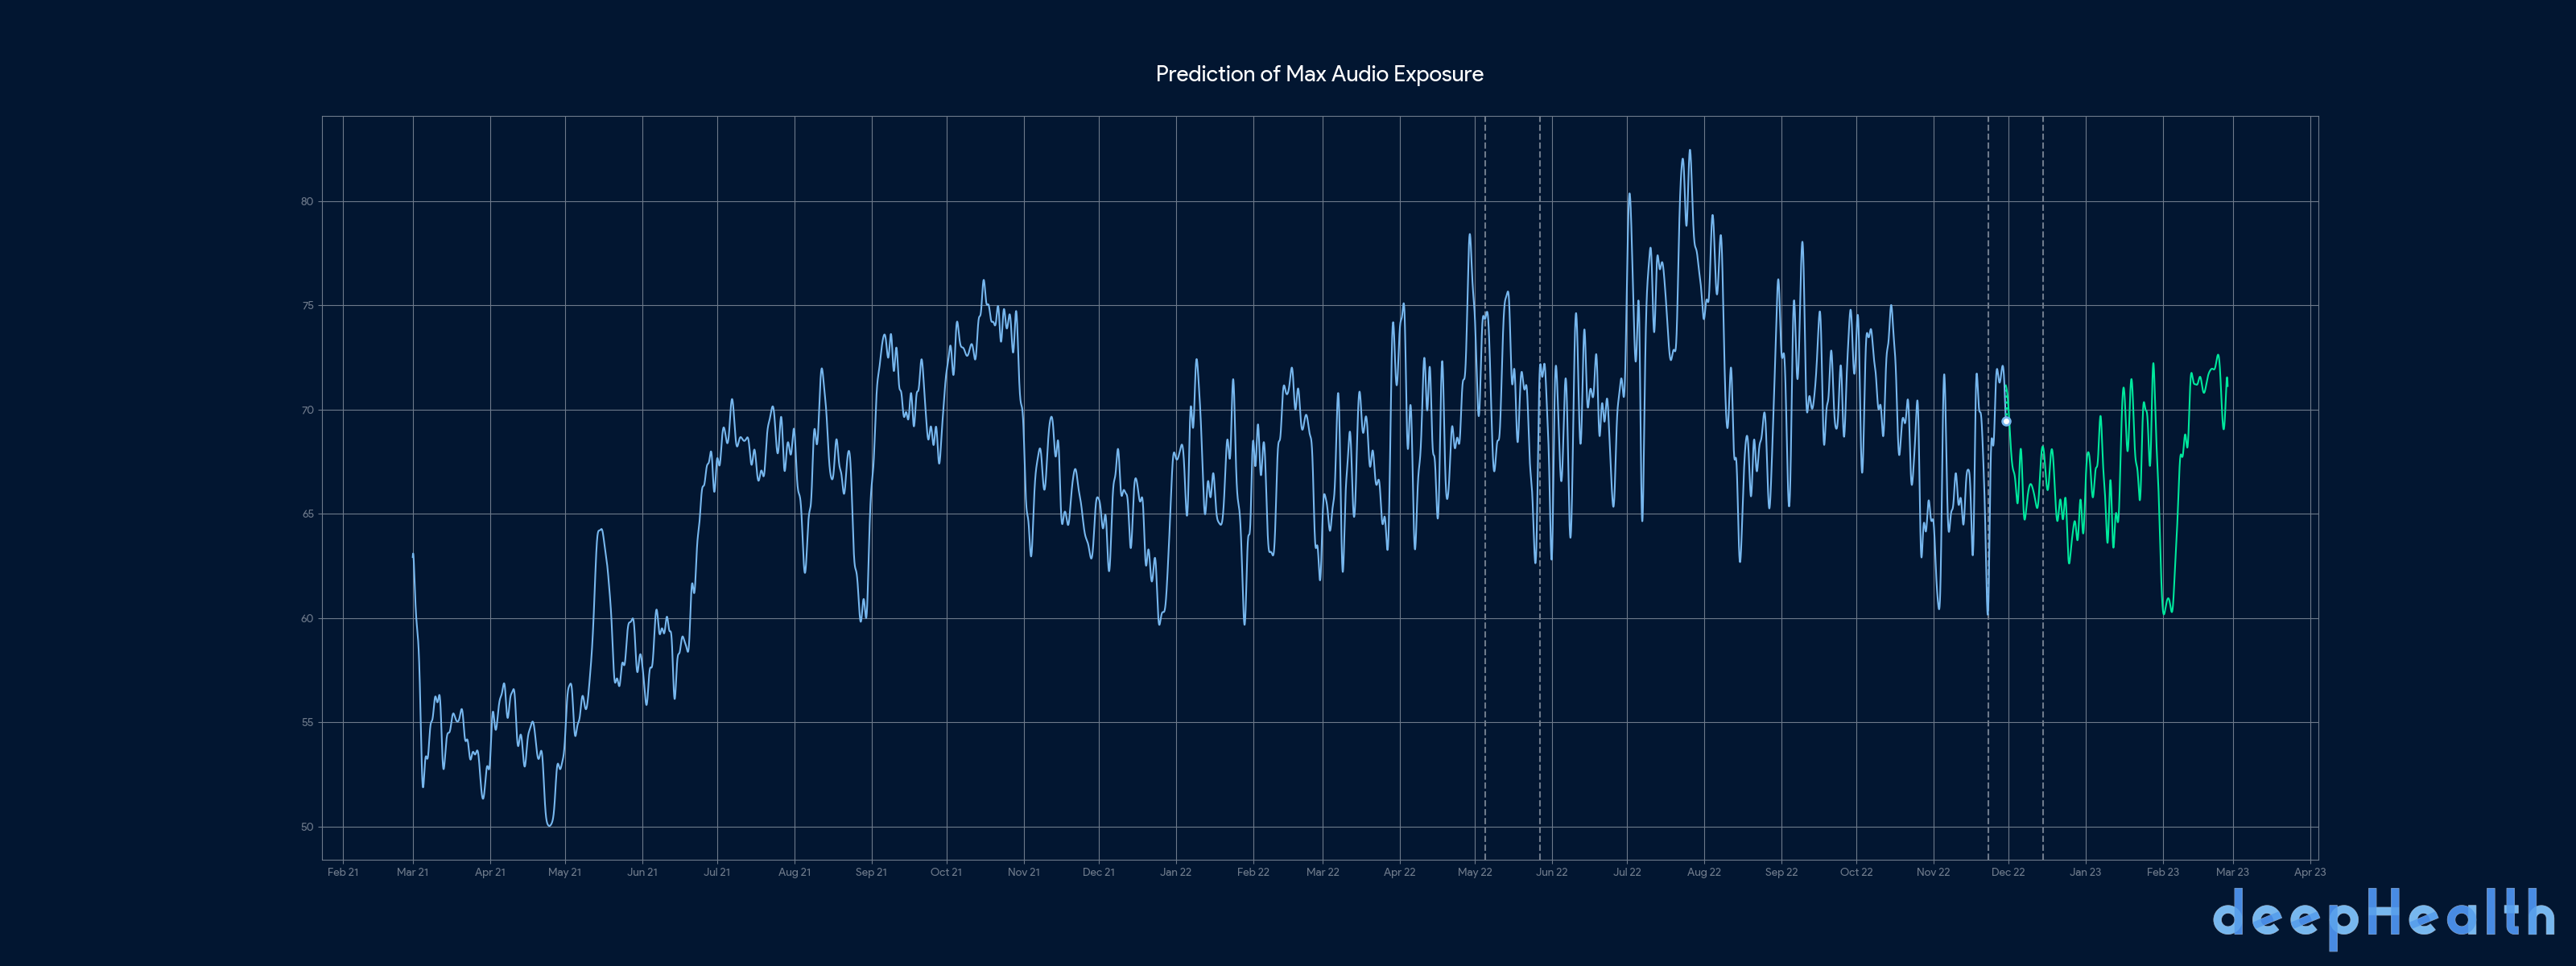 Prediction of Max Audio Exposure
80
75
70
65
60
55
50
Feb 21 Mar 21 Apr 21 May 21 Jun 21 Jul 21 Aug 21 Sep 21 Oct 21 Nov 21 Dec 21 Jan 22 Feb 22 Mar 22 Apr 22 May 22 Jun 22 Jul 22 Aug 22 Sep 22 Oct 22 Nov 22 Dec 22 Jan 23 Feb 23 Mar 23 Apr 23
deepHealth